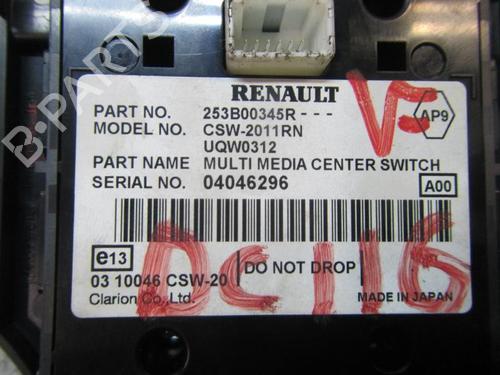 RENAULT
PART NO. 253B00345R - - -
MODEL NO. CSW-2011RN
UQW0312
PART NAME MULTI MEDIA CENTER SWITCH
SERIAL NO. 04046296
AP9
A00
e13
03 10046 CSW-20
DO NOT DROP
Clarion Co., Ltd.
MADE IN JAPAN
DC116
B-PARTS